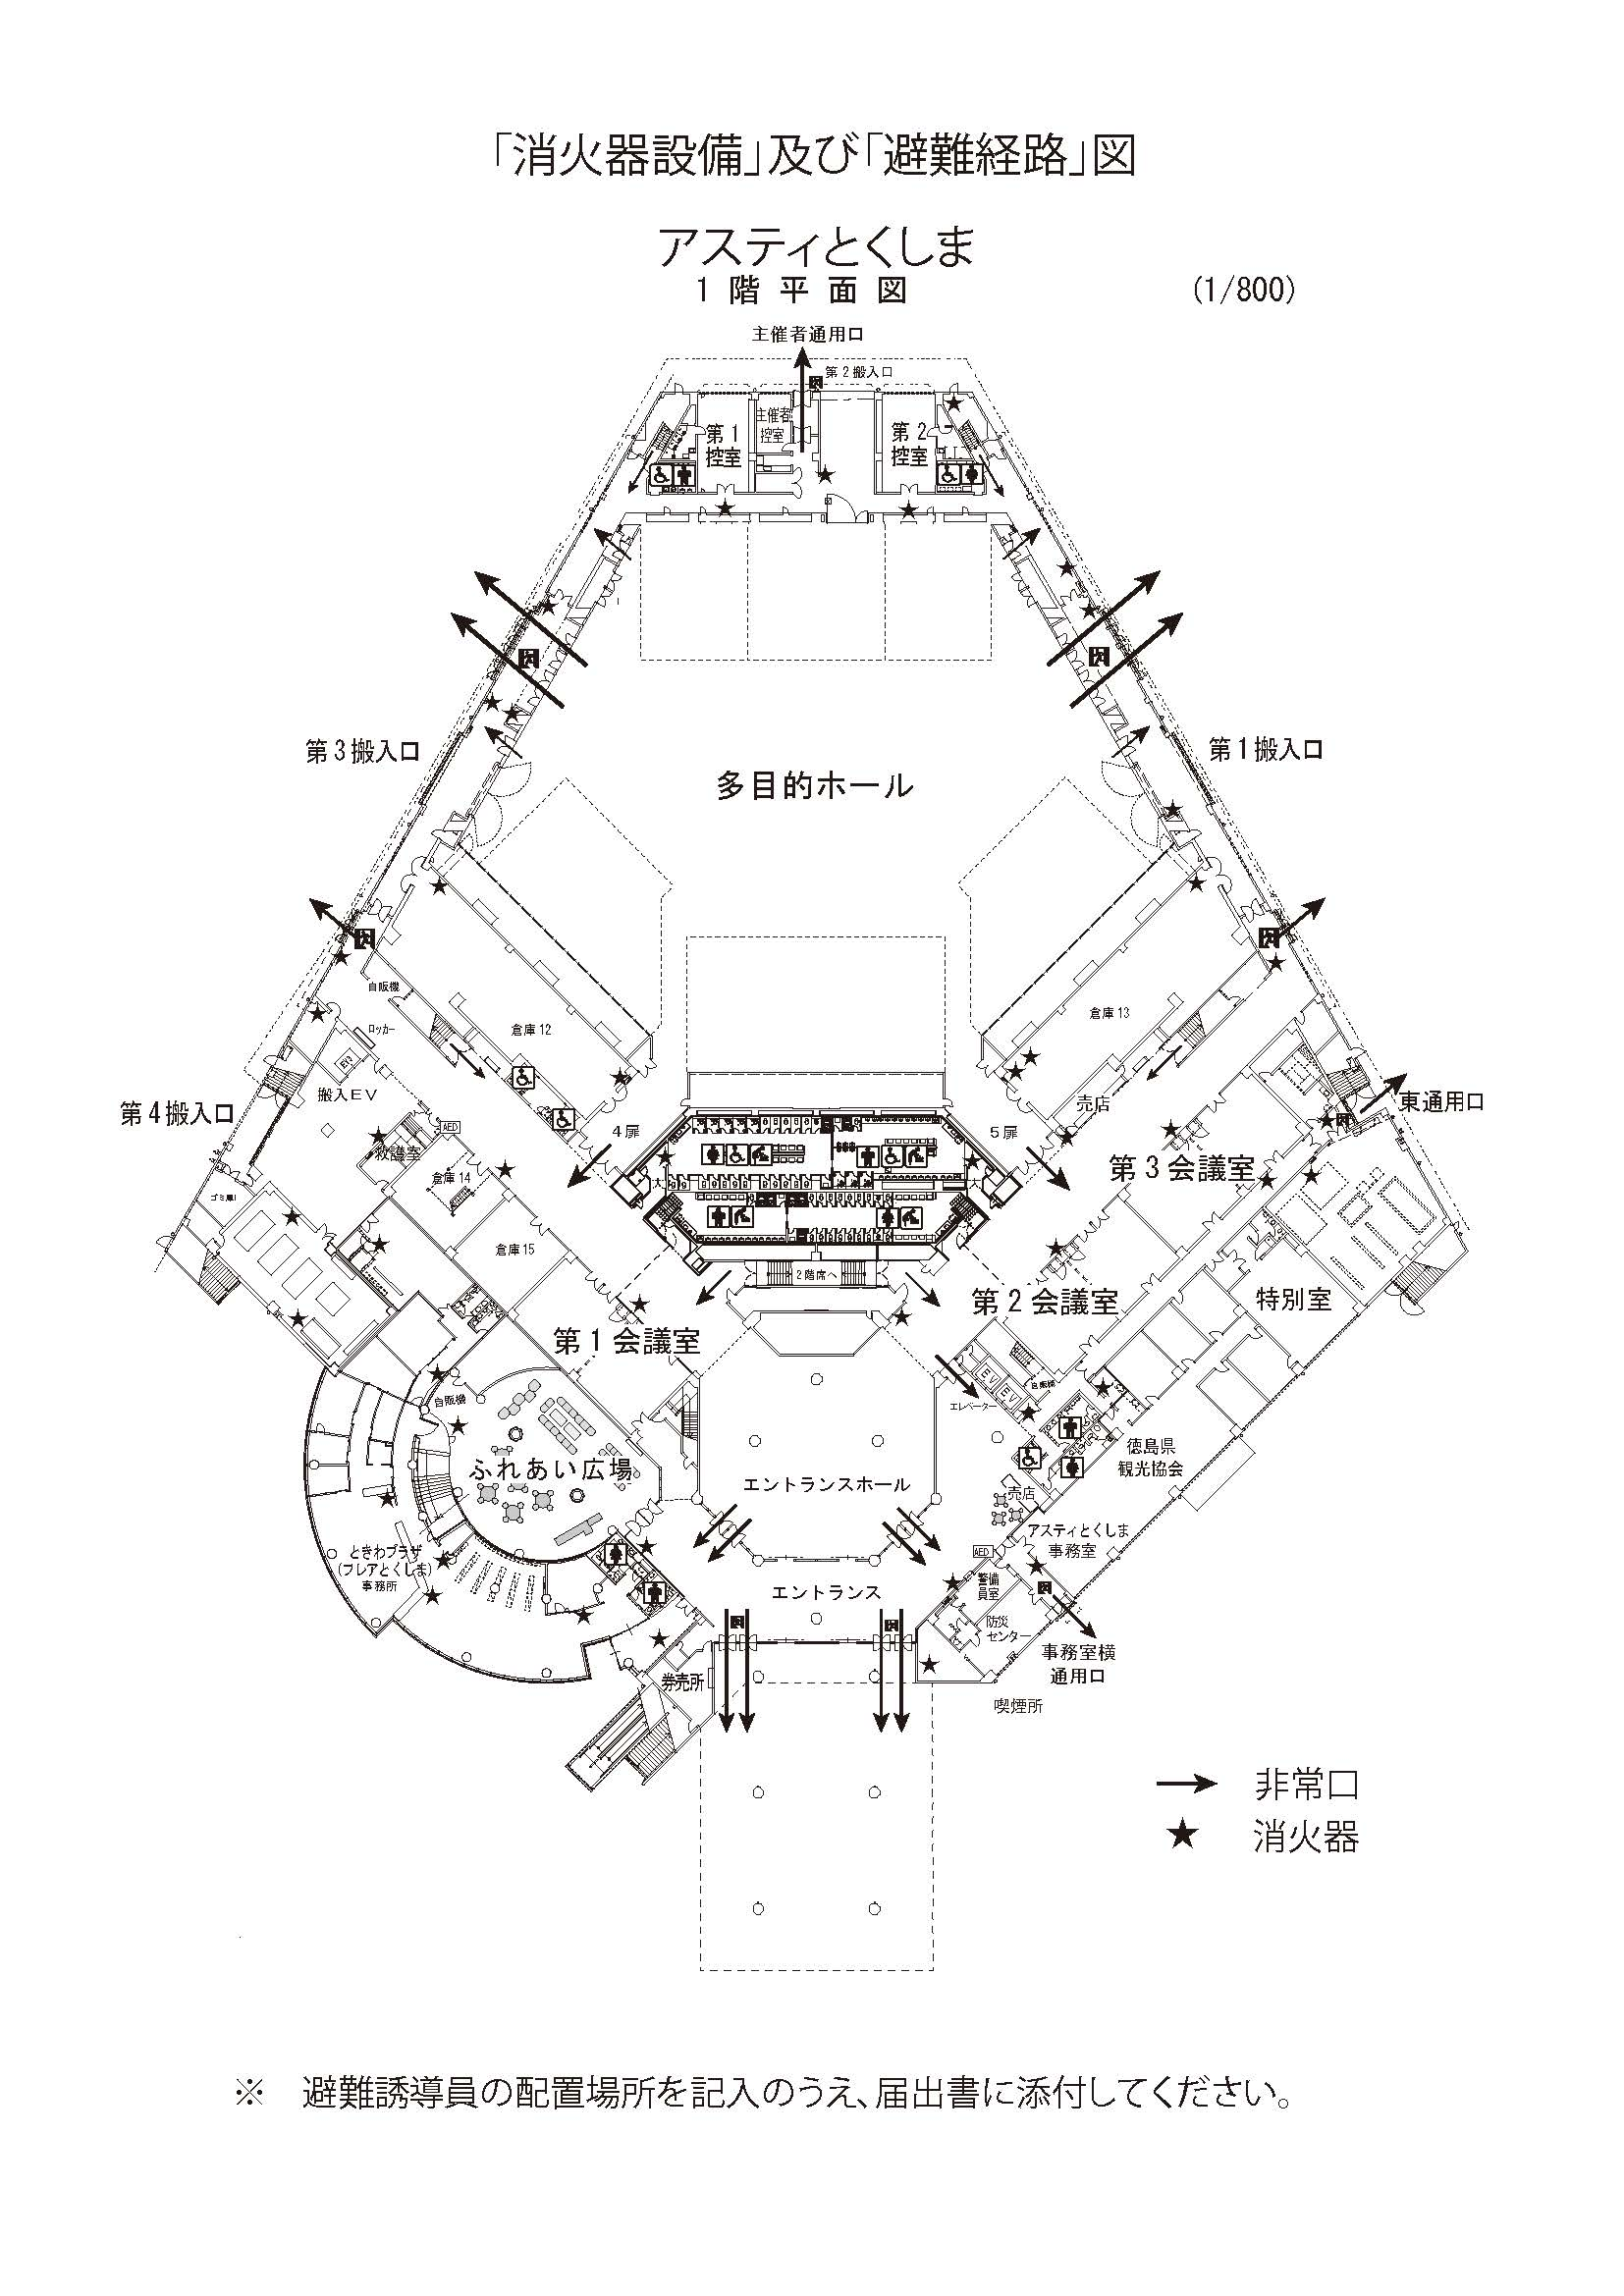 「消火器設備」及び「避難経路」図
アスティとくしま
1 階 平 面 図
(1/800)
主催者通用口
第2搬入口
第1
控室
主催者
控室
第2
控室
第3搬入口
第1搬入口
多目的ホール
自販機
ロッカー
倉庫12
倉庫13
EV
搬入EV
第4搬入口
AED
救護室
倉庫14
4扉
5扉
売店
東通用口
第3会議室
ゴミ庫
倉庫15
大
大
2階席へ
第1会議室
第2会議室
特別室
EV
EV
自販機
エレベーター
自販機
ふれあい広場
エントランスホール
徳島県
観光協会
売店
アスティとくしま
事務室
ときわプラザ
(フレアとくしま)
事務所
AED
警備
員室
エントランス
防災
センター
事務室横
通用口
券売所
喫煙所
非常口
消火器
※　避難誘導員の配置場所を記入のうえ、届出書に添付してください。